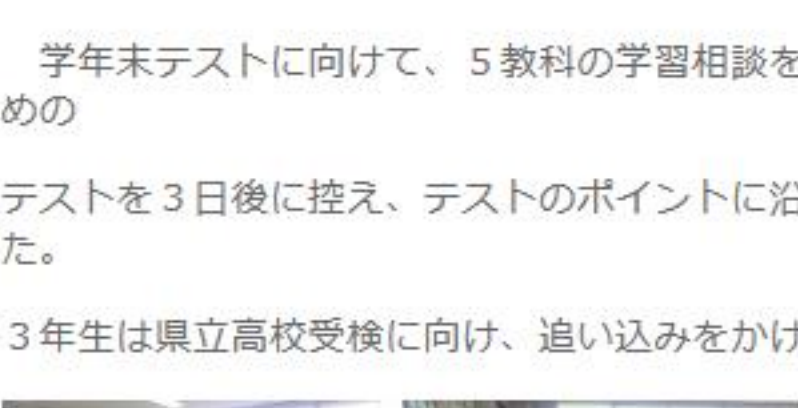 学年末テストに向けて、５教科の学習相談を
めの
テストを３日後に控え、テストのポイントに沿
た。
３年生は県立高校受検に向け、追い込みをかけ